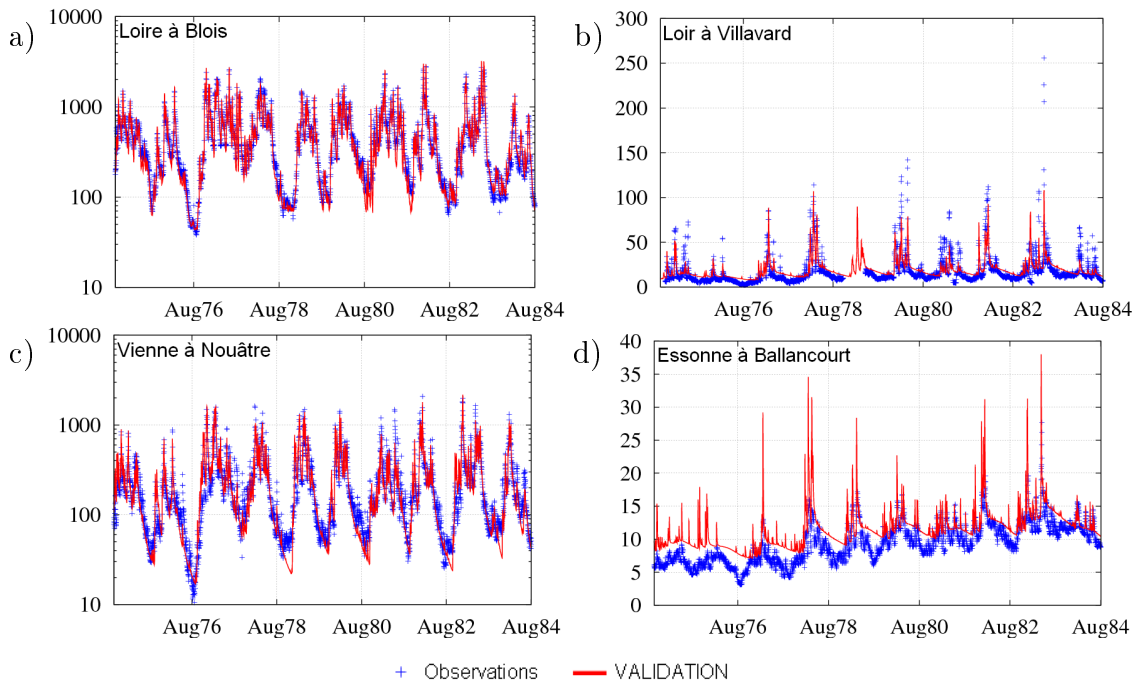 a)
Loire à Blois
10000
1000
100
10
Aug76 Aug78 Aug80 Aug82 Aug84
b)
Loir à Villavard
300
250
200
150
100
50
0
Aug76 Aug78 Aug80 Aug82 Aug84
c)
Vienne à Nouâtre
10000
1000
100
10
Aug76 Aug78 Aug80 Aug82 Aug84
d)
Essonne à Ballancourt
40
35
30
25
20
15
10
5
0
Aug76 Aug78 Aug80 Aug82 Aug84
Observations VALIDATION